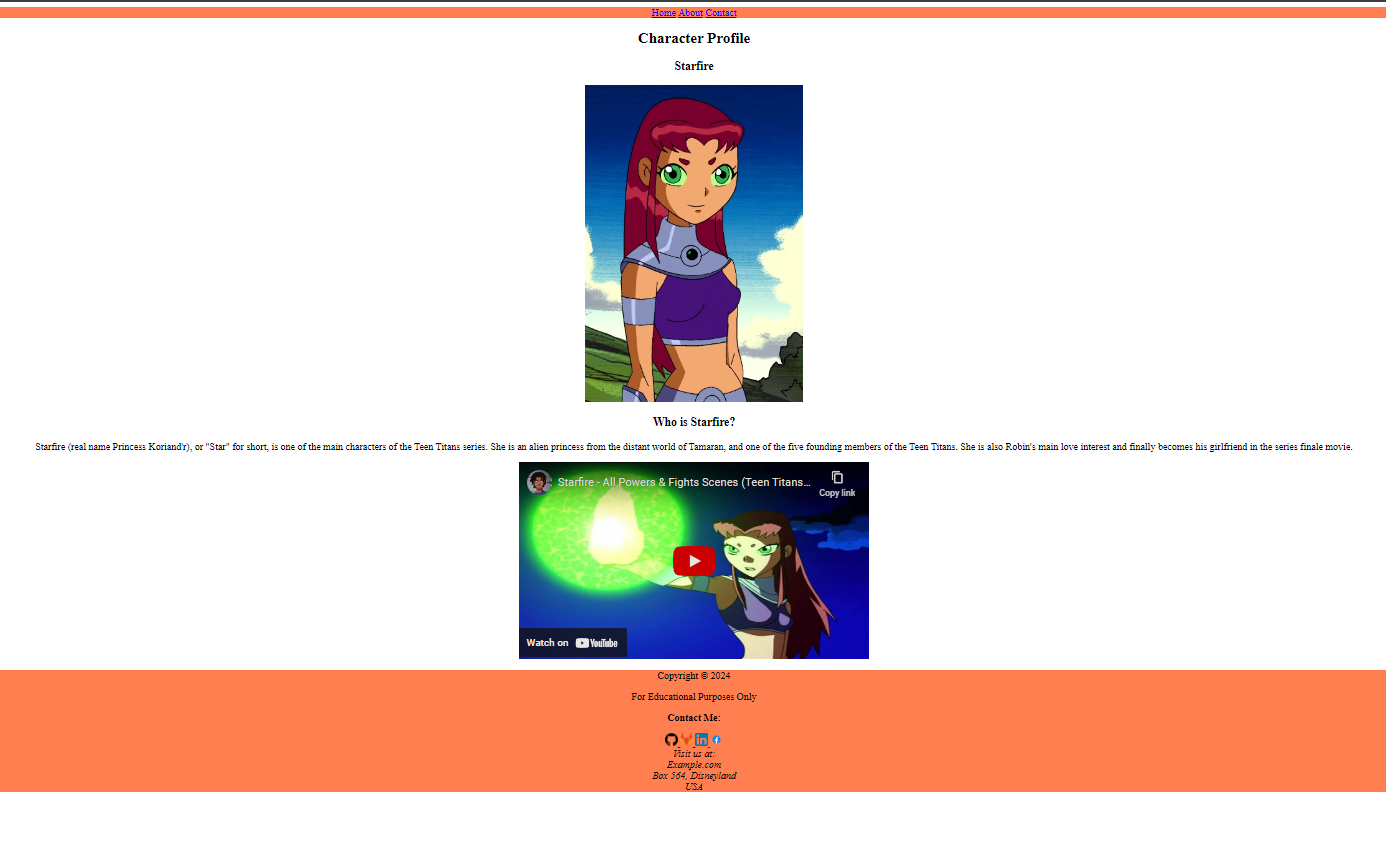 Home About Contact
Character Profile
Starfire
Who is Starfire?
Starfire (real name Princess Koriand'r), or "Star" for short, is one of the main characters of the Teen Titans series. She is an alien princess from the distant world of Tamaran, and one of the five founding members of the Teen Titans. She is also Robin's main love interest and finally becomes his girlfriend in the series finale movie.
Starfire - All Powers & Fights Scenes (Teen Titans...
Copy link
Watch on YouTube
Copyright © 2024
For Educational Purposes Only
Contact Me:
Visit us at:
Example.com
Box 564, Disneyland
USA